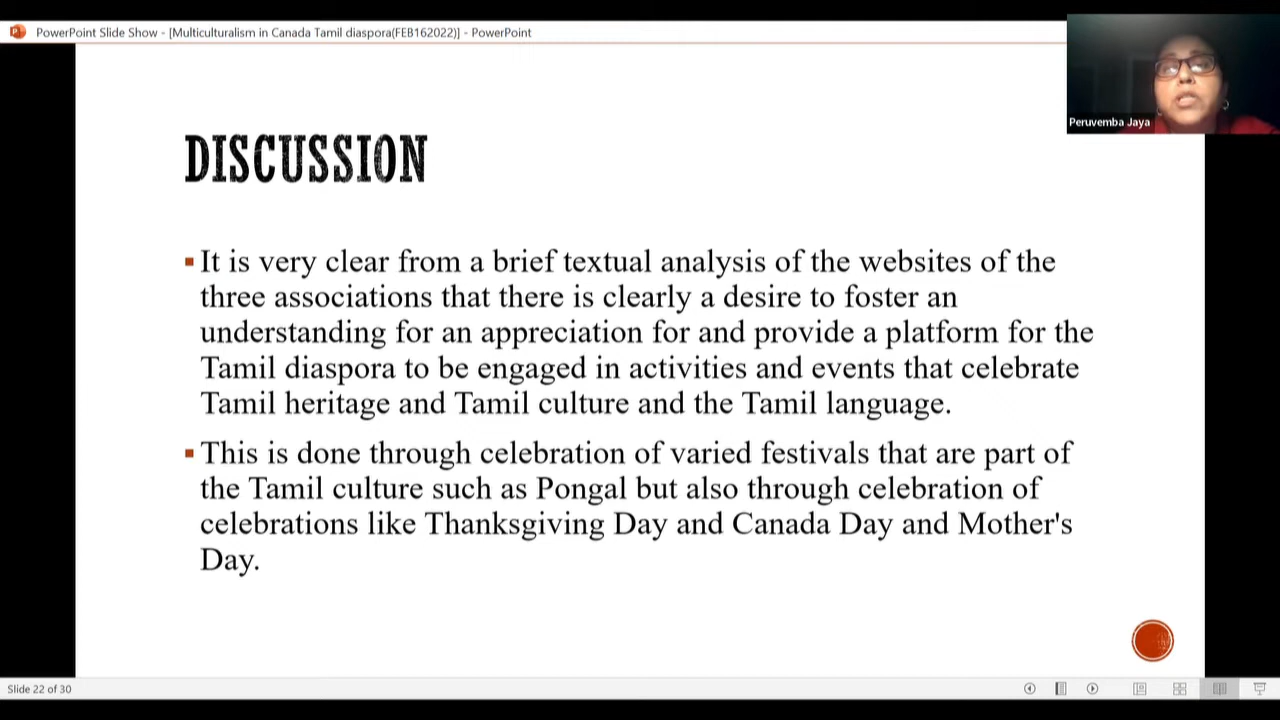 PowerPoint Slide Show - [Multiculturalism in Canada Tamil diaspora(FEB162022)] - PowerPoint
Peruvemba Jaya
DISCUSSION
It is very clear from a brief textual analysis of the websites of the
three associations that there is clearly a desire to foster an
understanding for an appreciation for and provide a platform for the
Tamil diaspora to be engaged in activities and events that celebrate
Tamil heritage and Tamil culture and the Tamil language.
This is done through celebration of varied festivals that are part of
the Tamil culture such as Pongal but also through celebration of
celebrations like Thanksgiving Day and Canada Day and Mother's
Day.
Slide 22 of 30